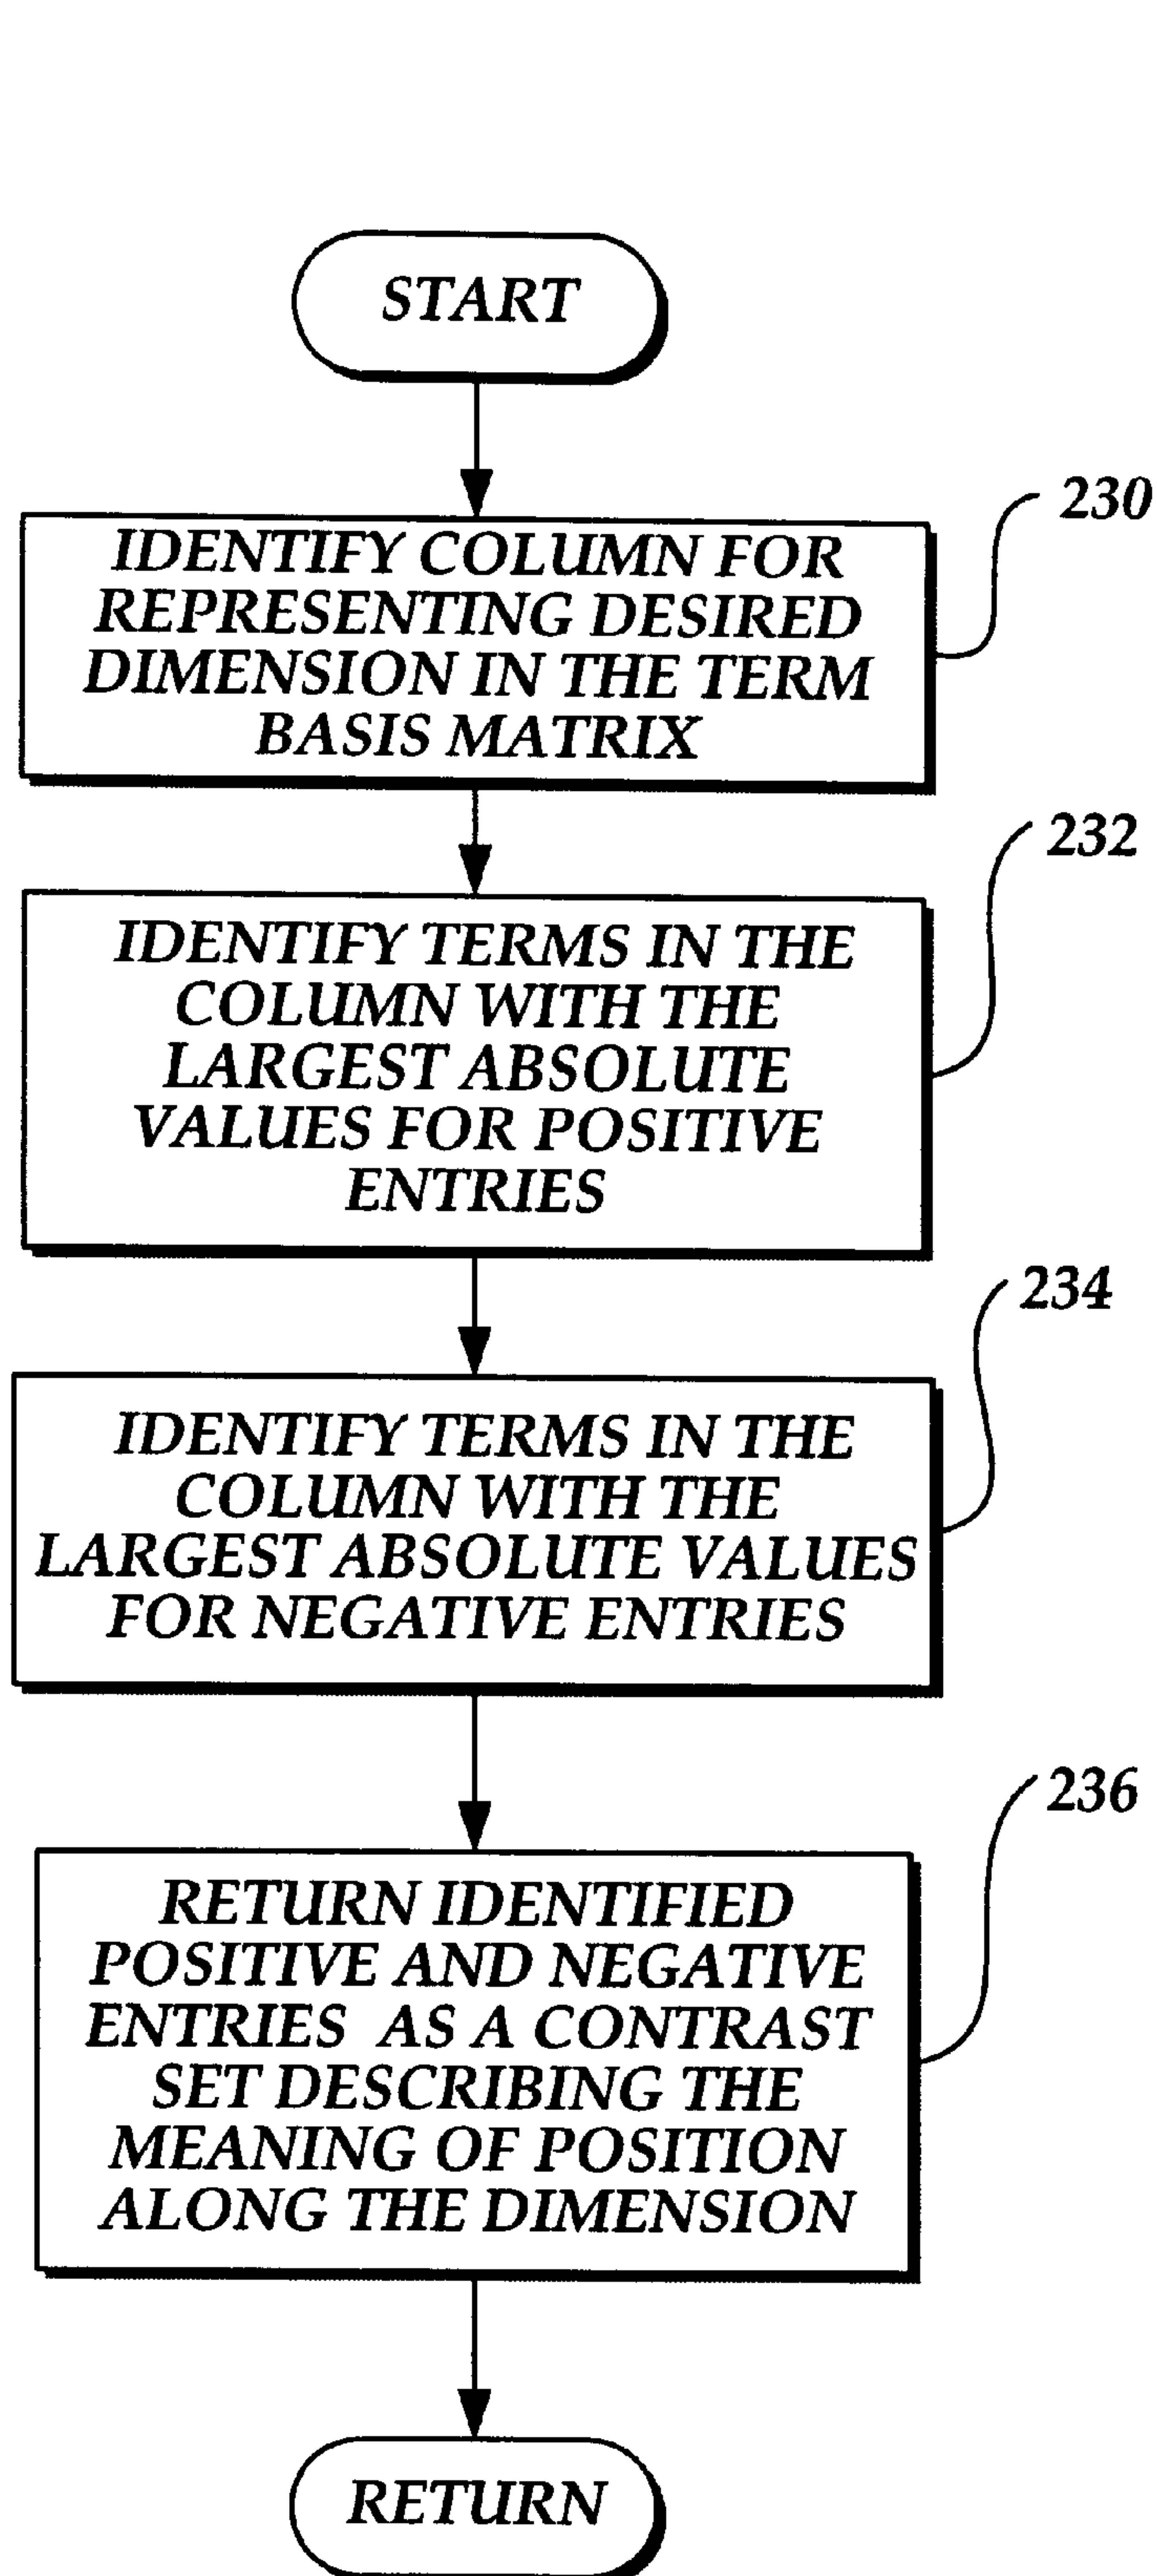 START
230
IDENTIFY COLUMN FOR
REPRESENTING DESIRED
DIMENSION IN THE TERM
BASIS MATRIX
232
IDENTIFY TERMS IN THE
COLUMN WITH THE
LARGEST ABSOLUTE
VALUES FOR POSITIVE
ENTRIES
234
IDENTIFY TERMS IN THE
COLUMN WITH THE
LARGEST ABSOLUTE VALUES
FOR NEGATIVE ENTRIES
236
RETURN IDENTIFIED
POSITIVE AND NEGATIVE
ENTRIES AS A CONTRAST
SET DESCRIBING THE
MEANING OF POSITION
ALONG THE DIMENSION
RETURN